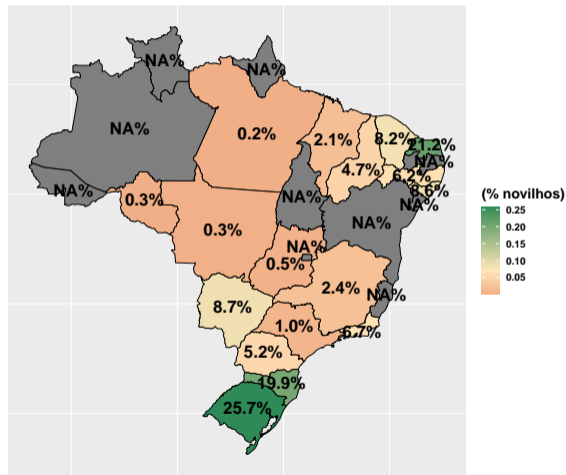 NA%
NA%
NA%
0.2%
2.1%
8.2%
21.2%
4.7%
NA%
6.2%
8.6%
NA%
NA%
0.3%
NA%
NA%
0.3%
NA%
0.5%
2.4%
NA%
8.7%
1.0%
6.7%
5.2%
19.9%
25.7%
(% novilhos)
0.25
0.20
0.15
0.10
0.05